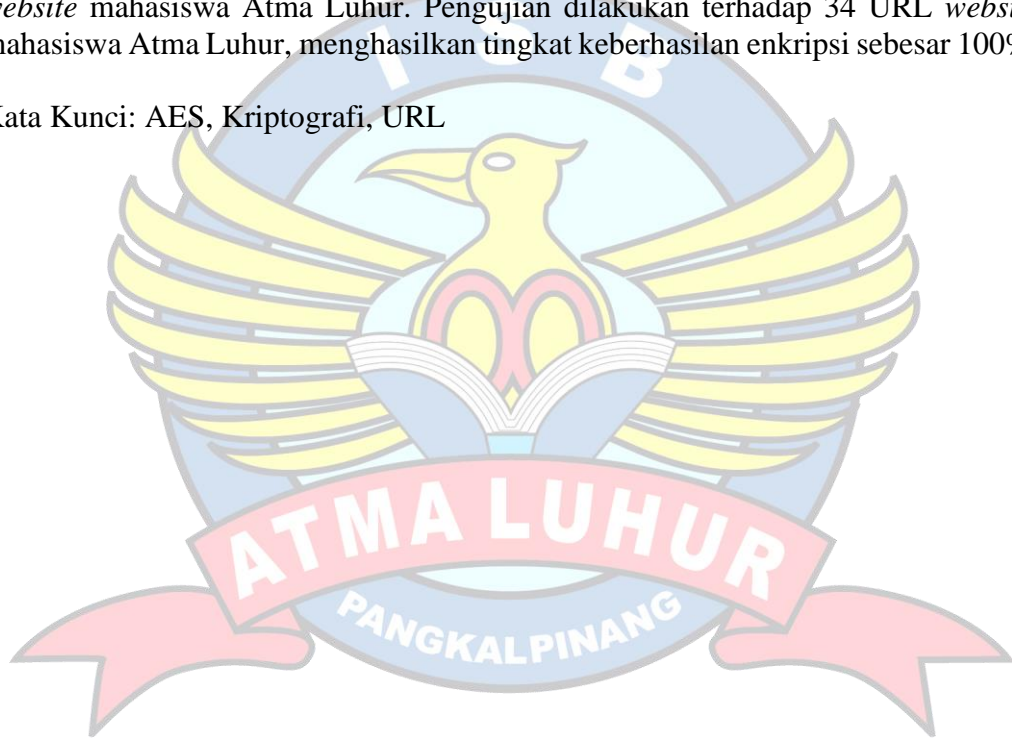 website mahasiswa Atma Luhur. Pengujian dilakukan terhadap 34 URL
mahasiswa Atma Luhur, menghasilkan tingkat keberhasilan enkripsi sebesar 100%
Kata Kunci: AES, Kriptografi, URL
I S B
ATMA LUHUR
PANGKALPINANG